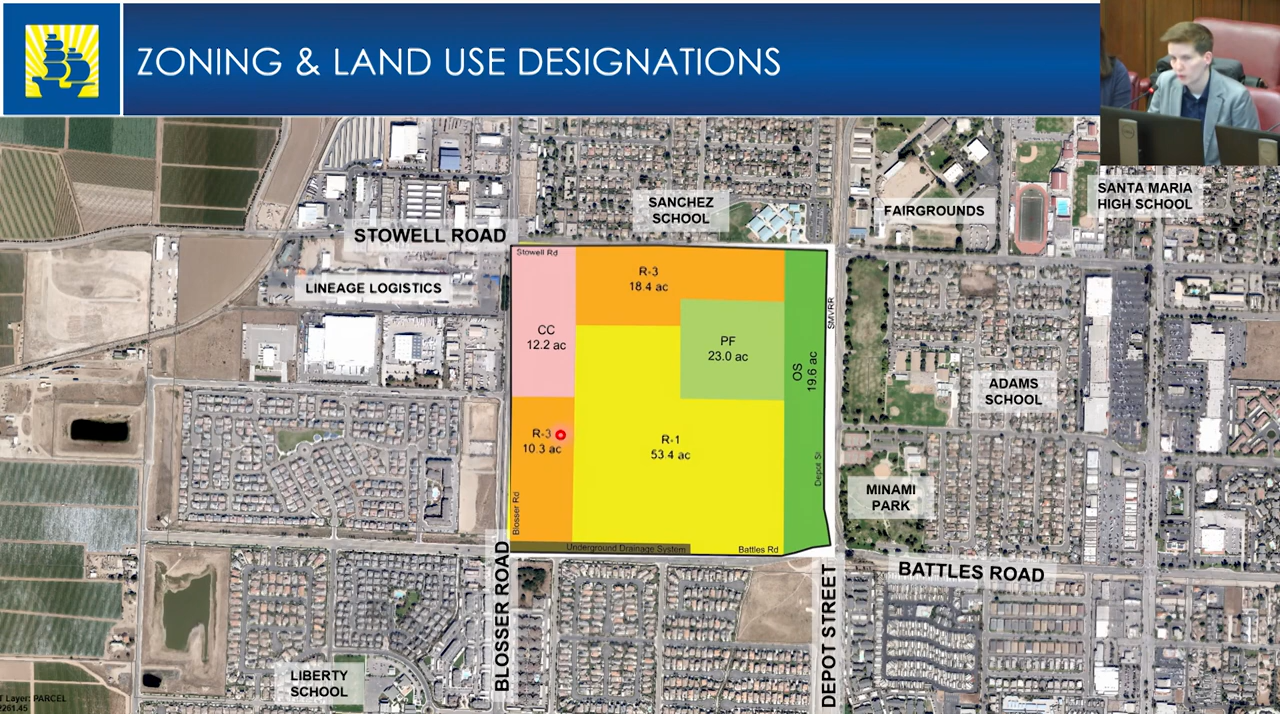 ZONING & LAND USE DESIGNATIONS
SANCHEZ
SCHOOL
FAIRGROUNDS
SANTA MARIA
HIGH SCHOOL
STOWELL ROAD
Stowell Rd
LINEAGE LOGISTICS
R-3
18.4 ac
CC
12.2 ac
PF
23.0 ac
OS
19.6 ac
SMVRR
ADAMS
SCHOOL
R-3
10.3 ac
R-1
53.4 ac
Depot St
MINAMI
PARK
Blosser Rd
Underground Drainage System
Battles Rd
BATTLES ROAD
BLOSSER ROAD
DEPOT STREET
LIBERTY
SCHOOL
T Layer: PARCEL
2261.45